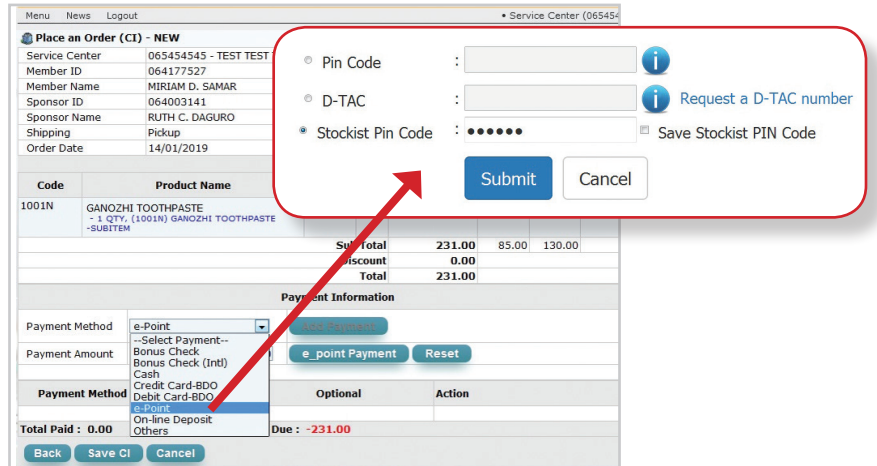 Menu News Logout • Service Center (065454
Place an Order (CI) - NEW
Service Center 065454545 - TEST TEST
Member ID 064177527
Member Name MIRIAM D. SAMAR
Sponsor ID 064003141
Sponsor Name RUTH C. DAGURO
Shipping Pickup
Order Date 14/01/2019
Pin Code :
D-TAC : Request a D-TAC number
Stockist Pin Code : •••••• Save Stockist PIN Code
Submit Cancel
Code Product Name
1001N GANOZHI TOOTHPASTE
- 1 QTY, (1001N) GANOZHI TOOTHPASTE
-SUBITEM
Sub Total 231.00 85.00 130.00
Discount 0.00
Total 231.00
Payment Information
Payment Method e-Point Add Payment
--Select Payment--
Payment Amount Bonus Check e_point Payment Reset
Bonus Check (Intl)
Cash
Credit Card-BDO
Payment Method Debit Card-BDO Optional Action
e-Point
On-line Deposit
Total Paid : 0.00 Others Due : -231.00
Back Save CI Cancel